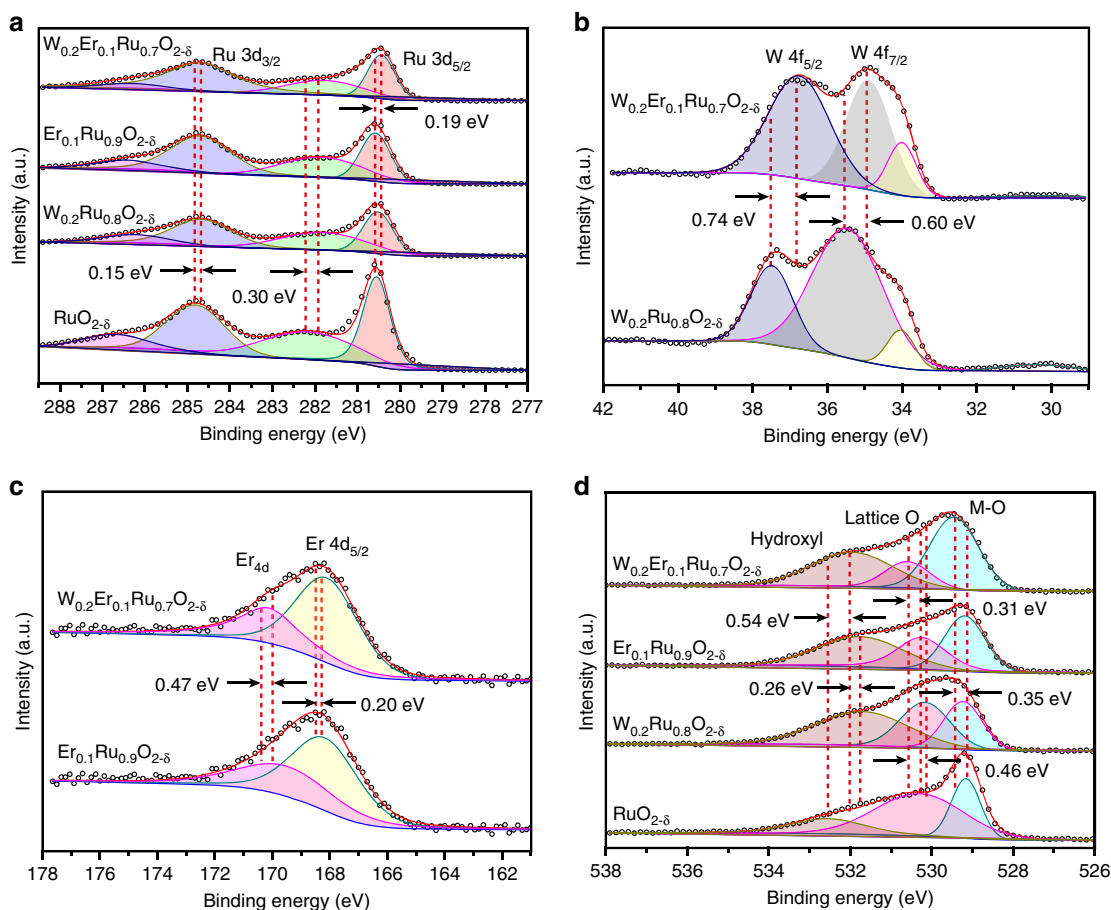 a
W0.2Er0.1Ru0.7O2-δ
Ru 3d3/2
Ru 3d5/2
0.19 eV
Er0.1Ru0.9O2-δ
W0.2Ru0.8O2-δ
0.15 eV
0.30 eV
RuO2-δ
Intensity (a.u.)
288 287 286 285 284 283 282 281 280 279 278 277
Binding energy (eV)
b
W 4f5/2
W 4f7/2
W0.2Er0.1Ru0.7O2-δ
0.74 eV
0.60 eV
W0.2Ru0.8O2-δ
Intensity (a.u.)
42 40 38 36 34 32 30
Binding energy (eV)
c
Er4d
Er 4d5/2
W0.2Er0.1Ru0.7O2-δ
0.47 eV
0.20 eV
Er0.1Ru0.9O2-δ
Intensity (a.u.)
178 176 174 172 170 168 166 164 162
Binding energy (eV)
d
M-O
Lattice O
Hydroxyl
W0.2Er0.1Ru0.7O2-δ
0.31 eV
0.54 eV
Er0.1Ru0.9O2-δ
0.26 eV
0.35 eV
W0.2Ru0.8O2-δ
0.46 eV
RuO2-δ
Intensity (a.u.)
538 536 534 532 530 528 526
Binding energy (eV)